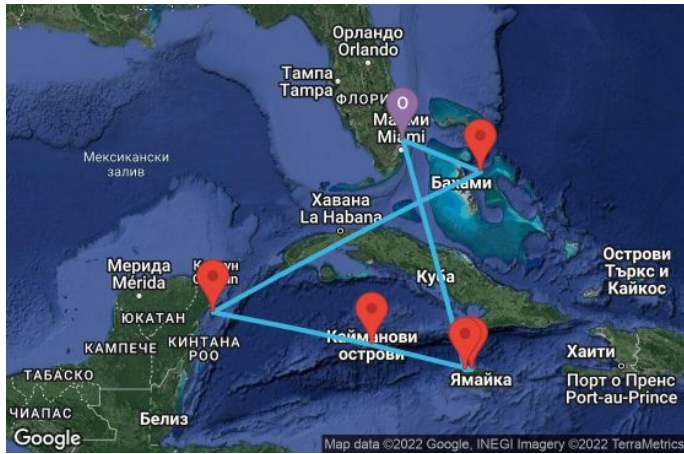 Орландо
Orlando
Тампа
Tampa
ФЛОРИ
О
Miami
Мексикански
залив
Бахами
Хавана
La Habana
Мерида
Mérida
ЮКАТАН
КАМПЕЧЕ
КИНТАНА
РОО
Куба
Острови
Търкс и
Кайкос
Кайманови
острови
ТАБАСКО
ЧИАПАС
Белиз
Ямайка
Хаити
Порт о Пренс
Port-au-Prince
Google
Map data ©2022 Google, INEGI Imagery ©2022 TerraMetrics